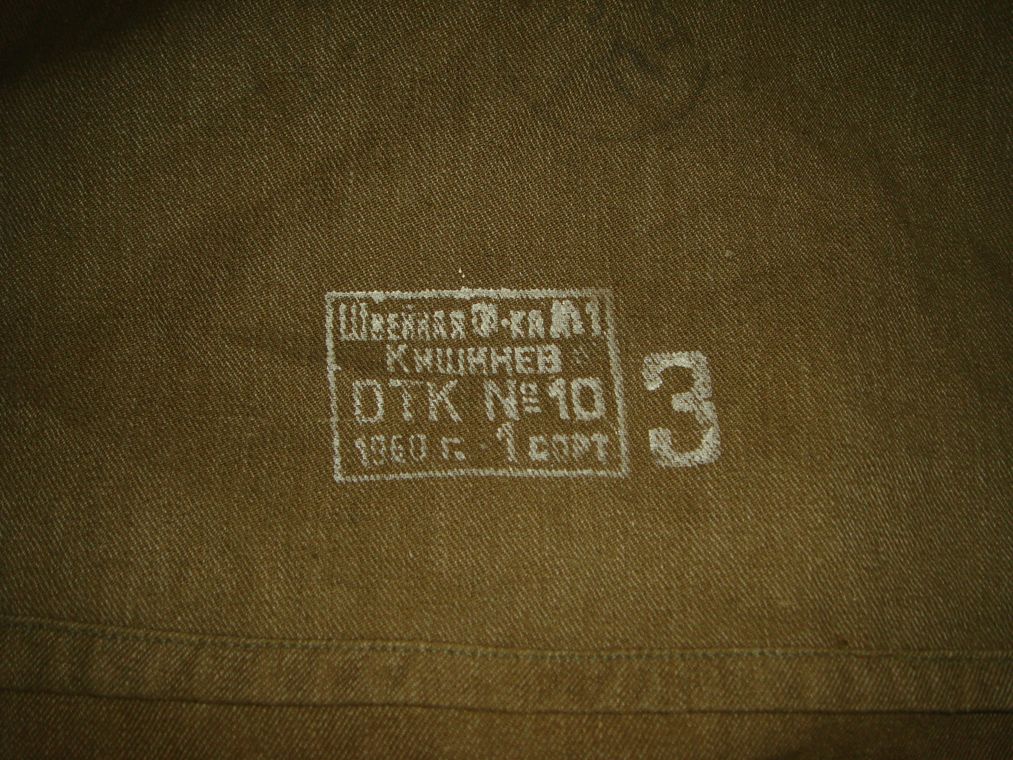 Швейная Ф-ка №1
Кишинев
ОТК №10
1960 г. - 1 сорт
3